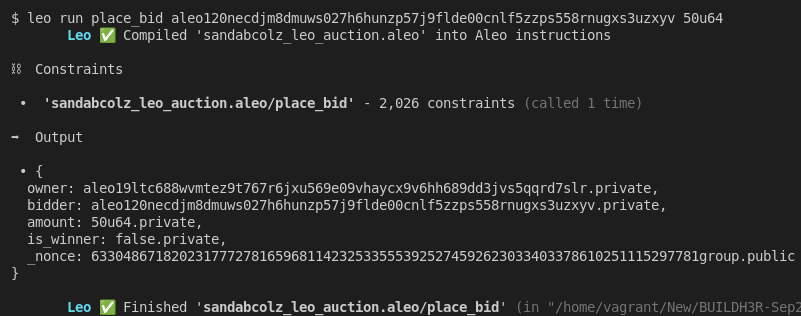 $ leo run place_bid aleo120necdjm8dmuws027h6hunzp57j9flde00cnlf5zzps558rnugxs3uzxyv 50u64
Leo ✅ Compiled 'sandabcolz_leo_auction.aleo' into Aleo instructions
⛓ Constraints
• 'sandabcolz_leo_auction.aleo/place_bid' - 2,026 constraints (called 1 time)
➡ Output
• {
owner: aleo19ltc688wvmtez9t767r6jxu569e09vhaycx9v6hh689dd3jvs5qqrd7slr.private,
bidder: aleo120necdjm8dmuws027h6hunzp57j9flde00cnlf5zzps558rnugxs3uzxyv.private,
amount: 50u64.private,
is_winner: false.private,
_nonce: 6330486718202317772781659681142325335553925274592623033403378610251115297781group.public
}
Leo ✅ Finished 'sandabcolz_leo_auction.aleo/place_bid' (in "/home/vagrant/New/BUILDH3R-Sep2